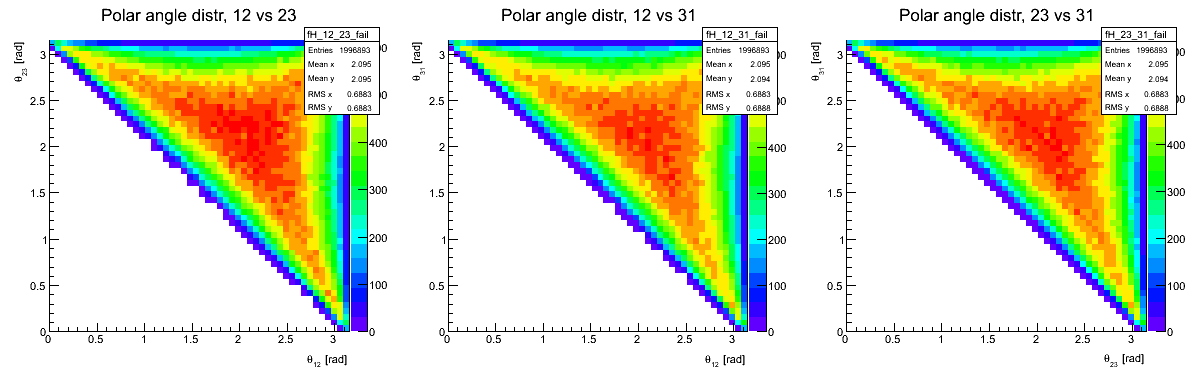 Polar angle distr, 12 vs 23
θ23 [rad]
fH_12_23_fail
Entries 1996893
Mean x 2.095
Mean y 2.095
RMS x 0.6883
RMS y 0.6883
3
2.5
2
1.5
1
0.5
0
0 0.5 1 1.5 2 2.5 3
θ12 [rad]
400
300
200
100
0
Polar angle distr, 12 vs 31
θ31 [rad]
fH_12_31_fail
Entries 1996893
Mean x 2.095
Mean y 2.094
RMS x 0.6883
RMS y 0.6888
3
2.5
2
1.5
1
0.5
0
0 0.5 1 1.5 2 2.5 3
θ12 [rad]
400
300
200
100
0
Polar angle distr, 23 vs 31
θ31 [rad]
fH_23_31_fail
Entries 1996893
Mean x 2.095
Mean y 2.094
RMS x 0.6883
RMS y 0.6888
3
2.5
2
1.5
1
0.5
0
0 0.5 1 1.5 2 2.5 3
θ23 [rad]
400
300
200
100
0